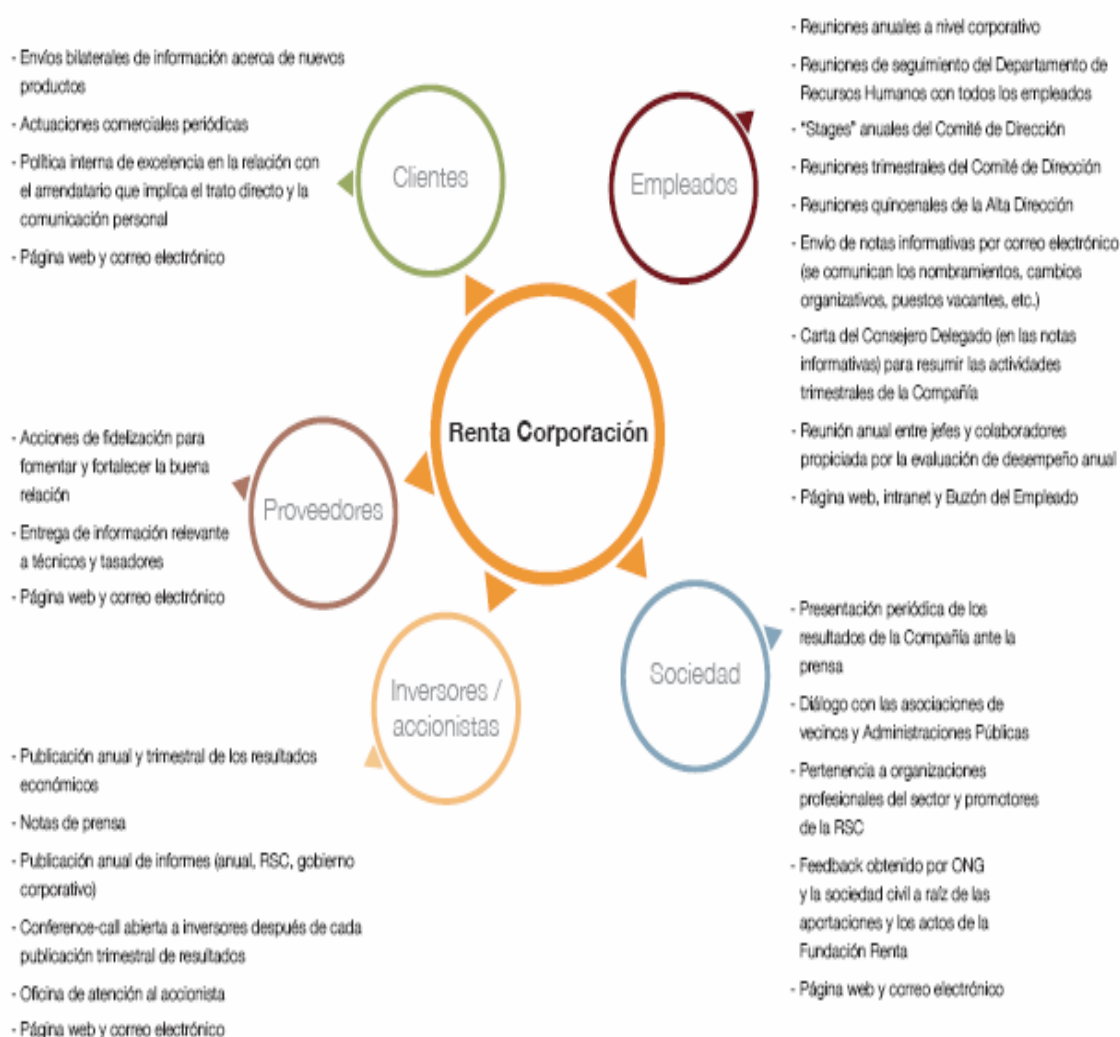 - Envíos bilaterales de información acerca de nuevos
productos
- Actuaciones comerciales periódicas
- Política interna de excelencia en la relación con
el arrendatario que implica el trato directo y la
comunicación personal
- Página web y correo electrónico
Clientes
Empleados
- Reuniones anuales a nivel corporativo
- Reuniones de seguimiento del Departamento de
Recursos Humanos con todos los empleados
- "Stages" anuales del Comité de Dirección
- Reuniones trimestrales del Comité de Dirección
- Reuniones quincenales de la Alta Dirección
- Envío de notas informativas por correo electrónico
(se comunican los nombramientos, cambios
organizativos, puestos vacantes, etc.)
- Carta del Consejero Delegado (en las notas
informativas) para resumir las actividades
trimestrales de la Compañía
- Reunión anual entre jefes y colaboradores
propiciada por la evaluación de desempeño anual
- Página web, intranet y Buzón del Empleado
Renta Corporación
- Acciones de fidelización para
fomentar y fortalecer la buena
relación
- Entrega de información relevante
a técnicos y tasadores
- Página web y correo electrónico
Proveedores
Inversores /
accionistas
- Publicación anual y trimestral de los resultados
económicos
- Notas de prensa
- Publicación anual de informes (anual, RSC, gobierno
corporativo)
- Conference-call abierta a inversores después de cada
publicación trimestral de resultados
- Oficina de atención al accionista
- Página web y correo electrónico
Sociedad
- Presentación periódica de los
resultados de la Compañía ante la
prensa
- Diálogo con las asociaciones de
vecinos y Administraciones Públicas
- Pertenencia a organizaciones
profesionales del sector y promotores
de la RSC
- Feedback obtenido por ONG
y la sociedad civil a raíz de las
aportaciones y los actos de la
Fundación Renta
- Página web y correo electrónico